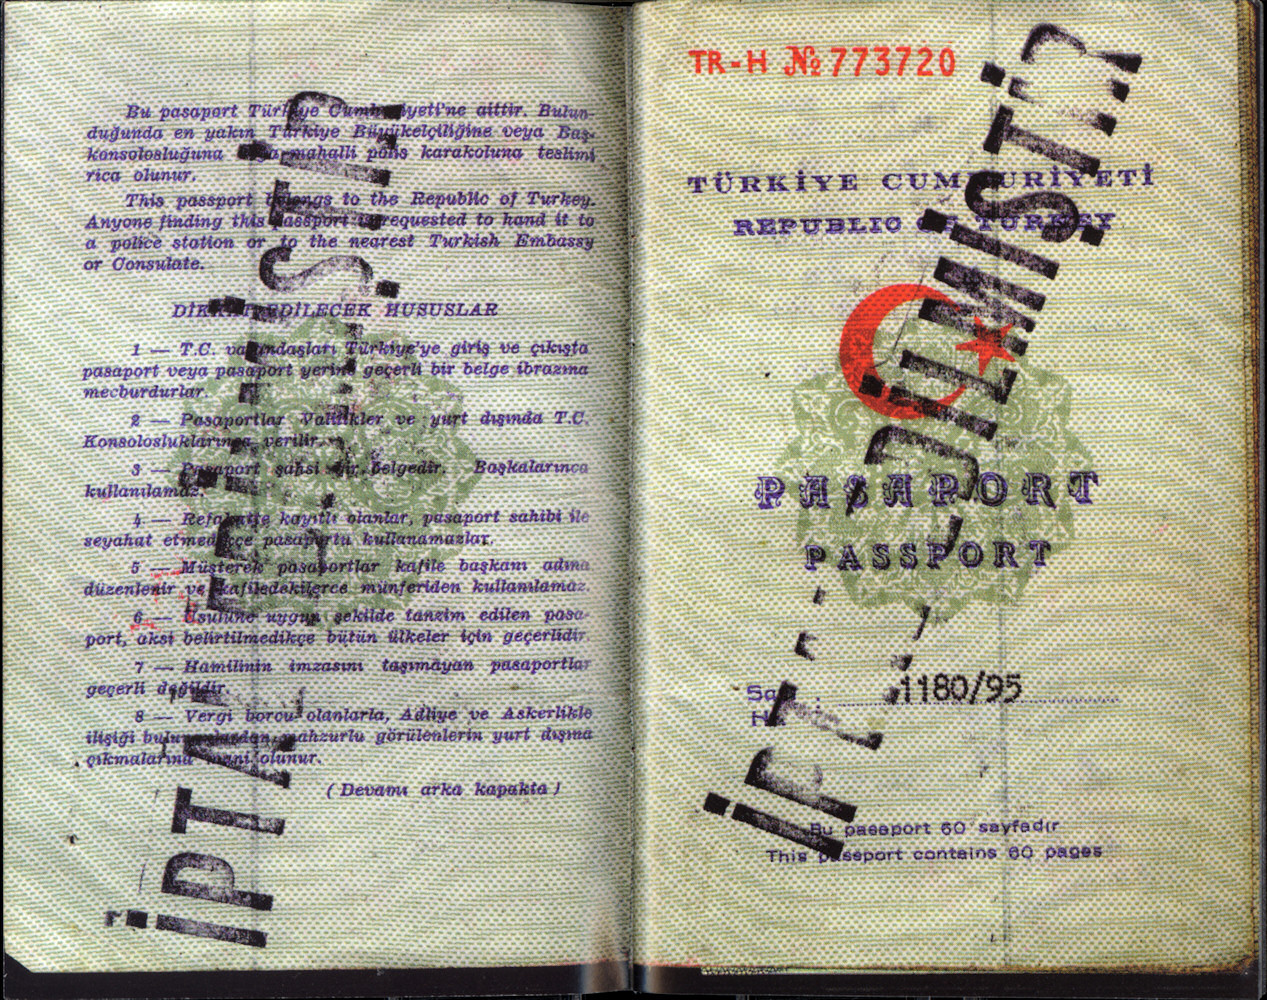 Bu pasaport Türkiye Cumhuriyeti'ne aittir. Bulun-
duğunda en yakın Türkiye Büyükelçiliğine veya Baş-
konsolosluğuna veya mahalli polis karakoluna teslimi
rica olunur.
This passport belongs to the Republic of Turkey.
Anyone finding this passport is requested to hand it to
a police station or to the nearest Turkish Embassy
or Consulate.
DİKKAT EDİLECEK HUSUSLAR
1 — T.C. vatandaşları Türkiye'ye giriş ve çıkışta
pasaport veya pasaport yerine geçerli bir belge ibrazına
mecburdurlar.
2 — Pasaportlar Valilikler ve yurt dışında T.C.
Konsolosluklarınca verilir.
3 — Pasaport şahsi bir belgedir. Başkalarınca
kullanılamaz.
4 — Refakatte kayıtlı olanlar, pasaport sahibi ile
seyahat etmedikçe pasaportu kullanamazlar.
5 — Müşterek pasaportlar kafile başkanı adına
düzenlenir ve kafiledekilerce münferiden kullanılamaz.
6 — Usulüne uygun şekilde tanzim edilen pasa-
port, aksi belirtilmedikçe bütün ülkeler için geçerlidir.
7 — Hamilinin imzasını taşımayan pasaportlar
geçerli değildir.
8 — Vergi borcu olanlarla, Adliye ve Askerlikle
ilişiği bulunanlardan mahzurlu görülenlerin yurt dışına
çıkmalarına mani olunur.
(Devamı arka kapakta)
TR-H № 773720
TÜRKİYE CUMHURİYETİ
REPUBLIC OF TURKEY
PASAPORT
PASSPORT
1180/95
Bu pasaport 60 sayfadır
This passport contains 60 pages
İPTAL EDİLMİŞTİR